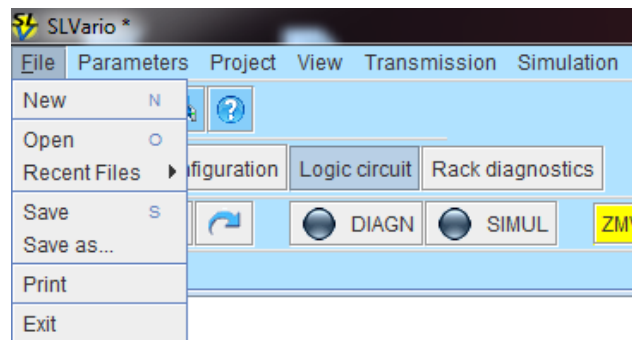 SLVario *
File Parameters Project View Transmission Simulation
New N
Open O
Recent Files
figuration Logic circuit Rack diagnostics
Save S
DIAGN SIMUL ZM
Save as...
Print
Exit